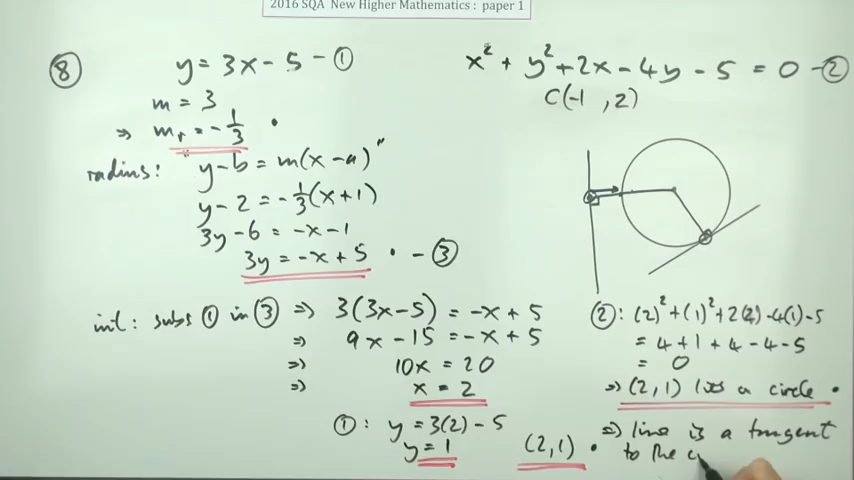 2016 SQA New Higher Mathematics : paper 1
⑧ y = 3x - 5 - ①
m = 3
⇒ mᵣ = -1/3 •
radius: "y - b = m(x - a)"
y - 2 = -1/3(x + 1)
3y - 6 = -x - 1
3y = -x + 5 • - ③
int: subs ① in ③ ⇒ 3(3x - 5) = -x + 5
⇒ 9x - 15 = -x + 5
⇒ 10x = 20
⇒ x = 2
①: y = 3(2) - 5
y = 1
(2, 1) •
x² + y² + 2x - 4y - 5 = 0 - ②
C(-1, 2)
②: (2)² + (1)² + 2(2) - 4(1) - 5
= 4 + 1 + 4 - 4 - 5
= 0
⇒ (2, 1) lies on circle •
⇒ line is a tangent
to the c